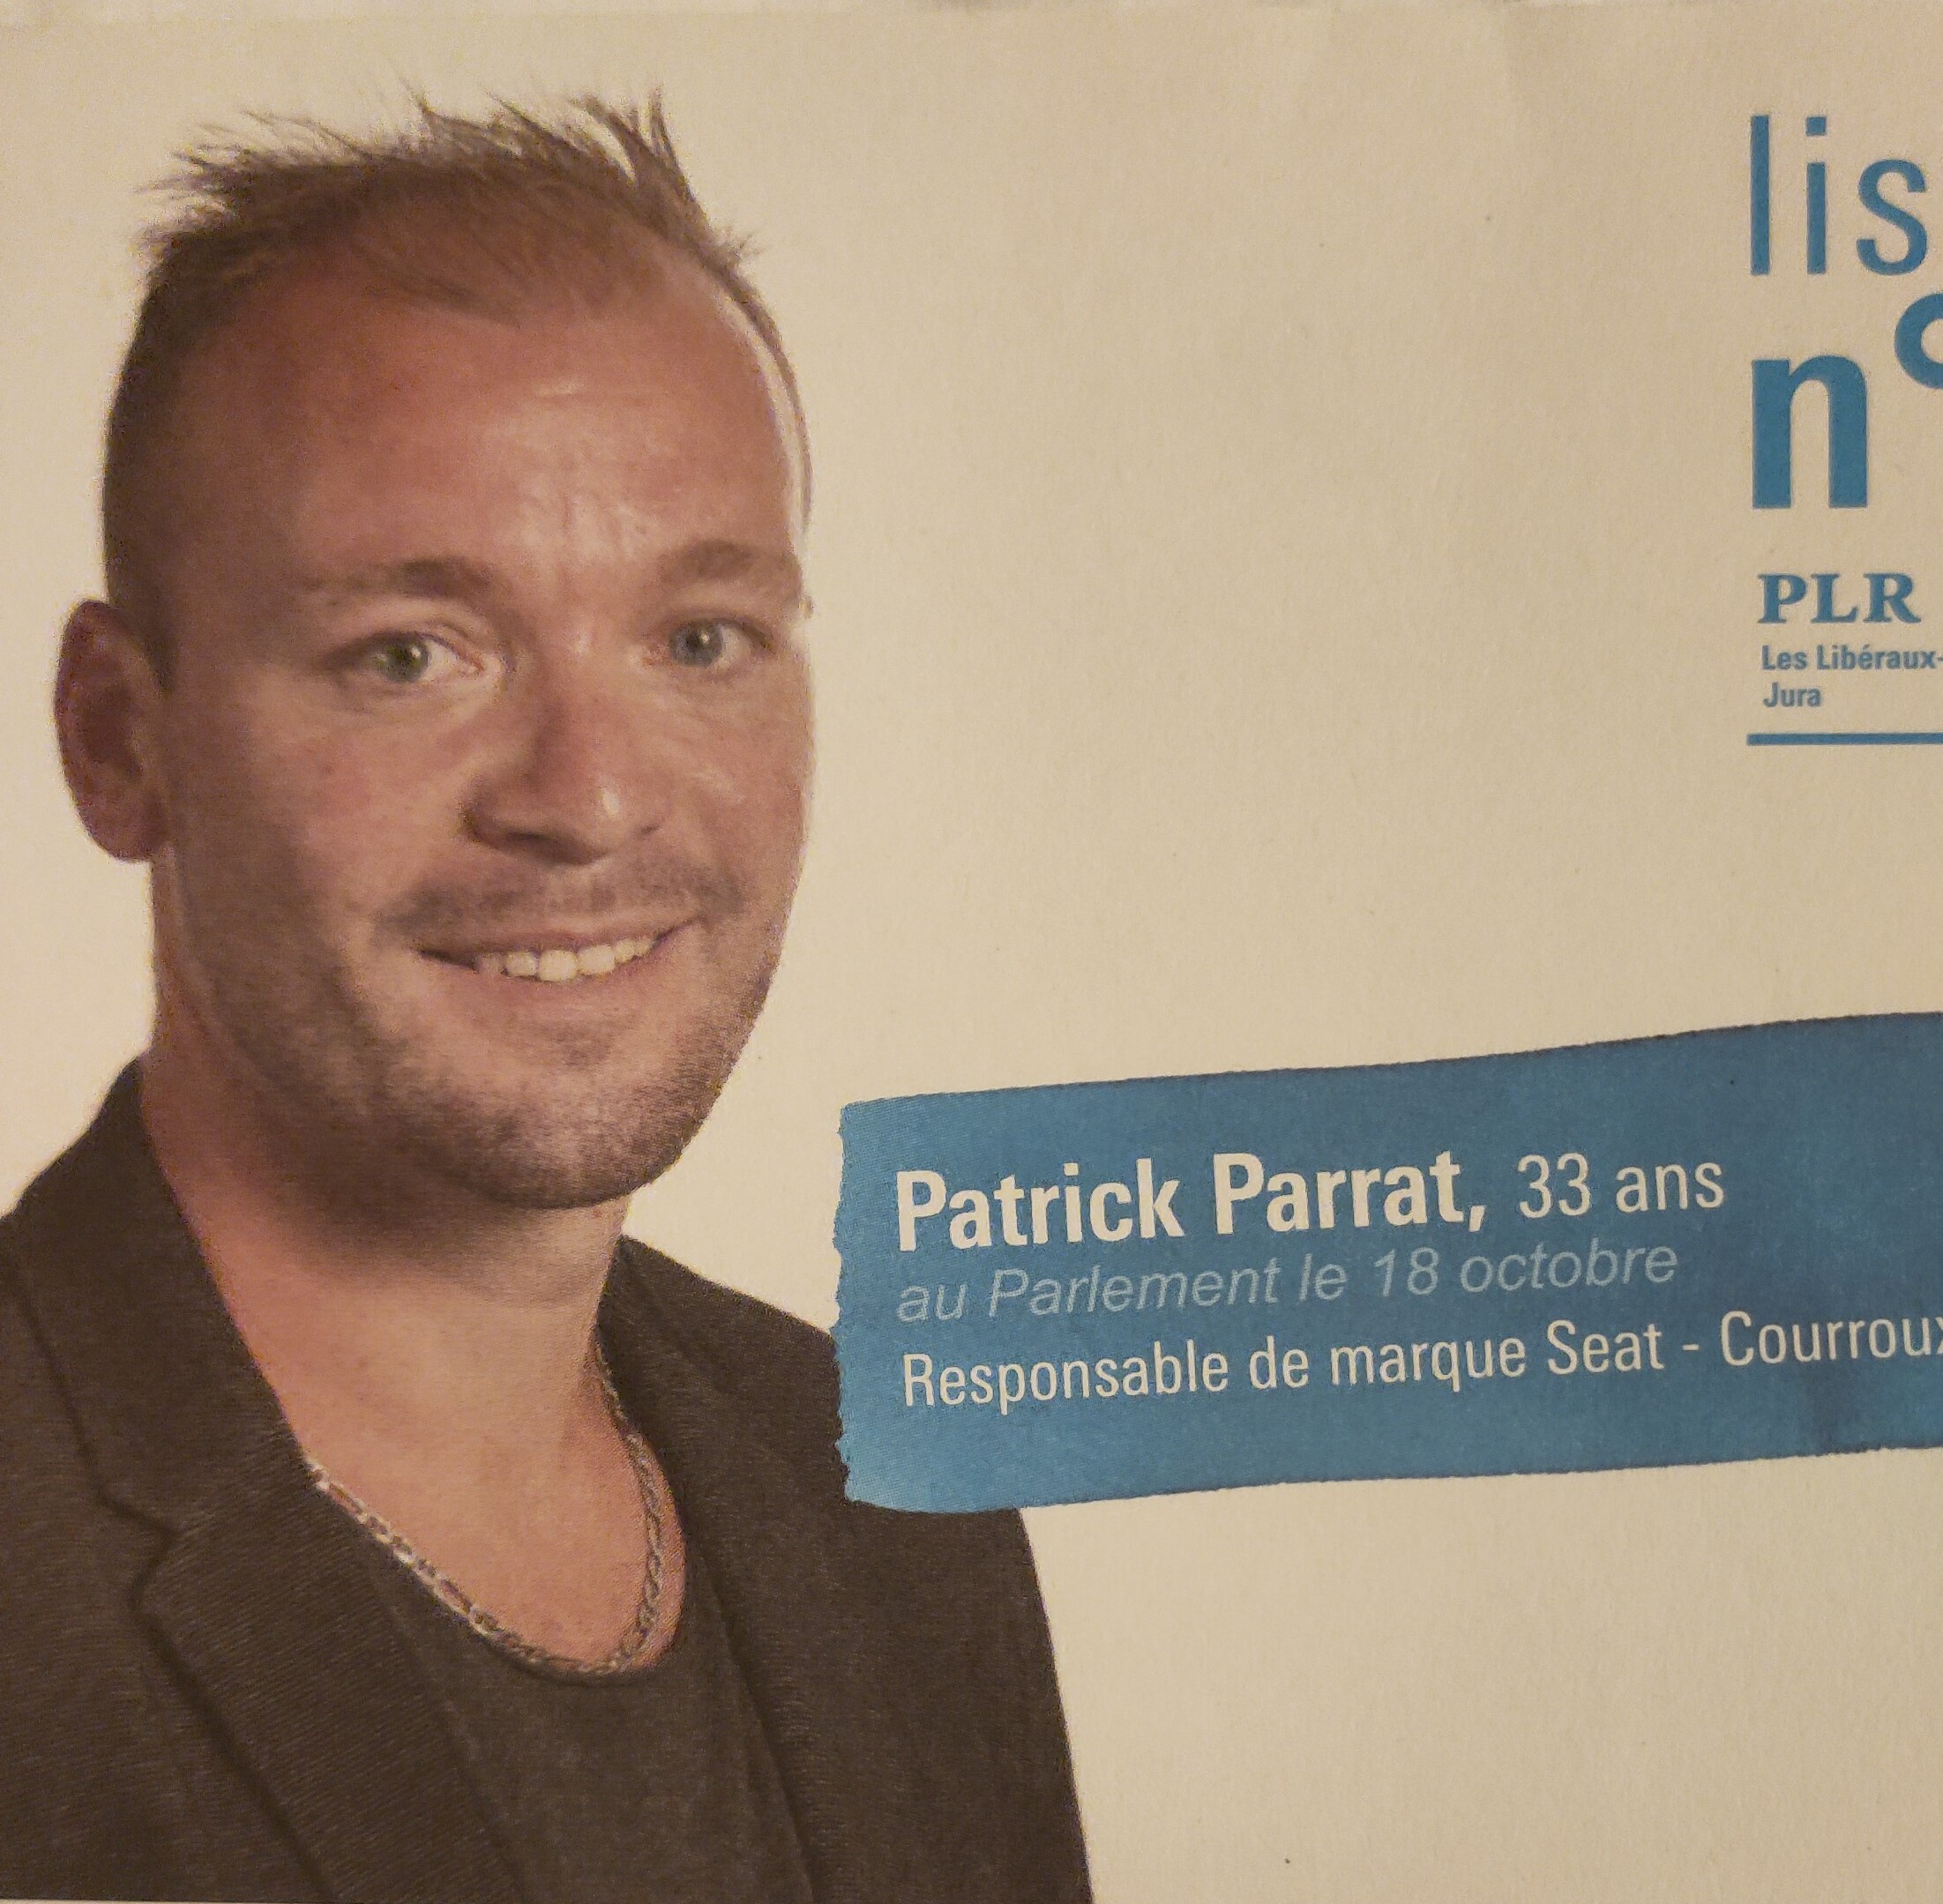 lis
n°
PLR
Les Libéraux-
Jura
Patrick Parrat, 33 ans
au Parlement le 18 octobre
Responsable de marque Seat - Courroux